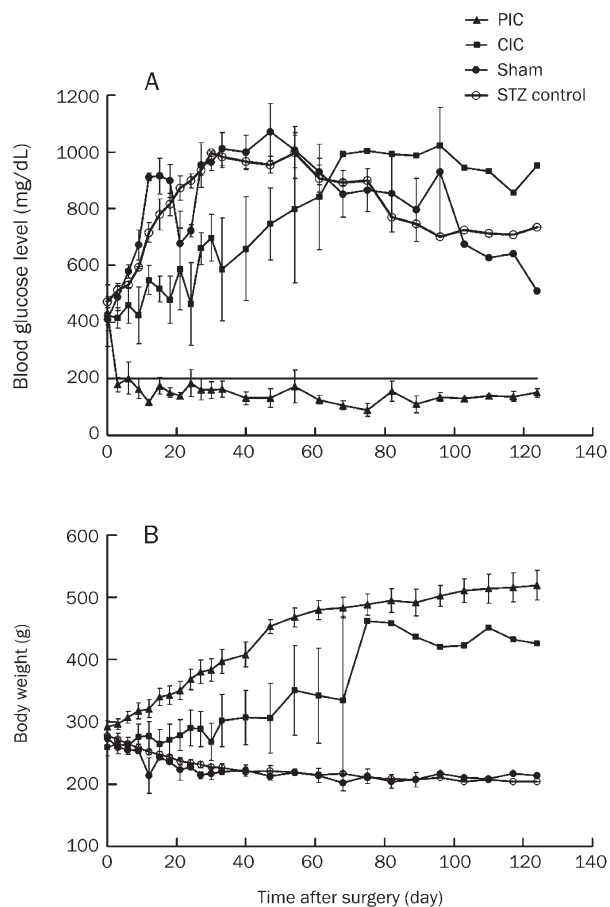 PIC
CIC
Sham
STZ control
A
Blood glucose level (mg/dL)
1200
1000
800
600
400
200
0
0 20 40 60 80 100 120 140
B
Body weight (g)
600
500
400
300
200
100
0 20 40 60 80 100 120 140
Time after surgery (day)